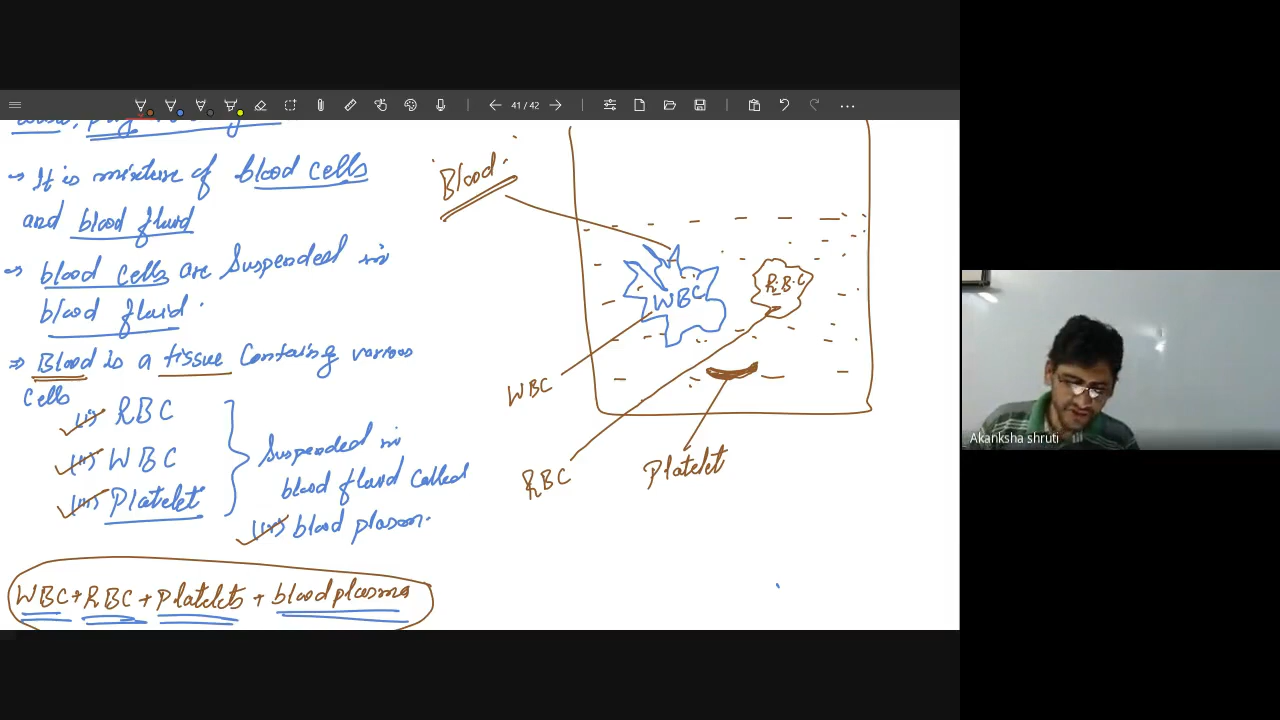 41 / 42
→ It is mixture of blood cells
and blood fluid
→ blood cells are suspended in
blood fluid.
⇒ Blood is a tissue Containing various
Cells
(i) RBC
(ii) WBC
(iii) Platelet
Suspended in
blood fluid called
(iv) blood plasm.
WBC + RBC + Platelets + blood plasma
Blood
WBC
R.B.C
WBC
RBC
Platelet
Akanksha shruti